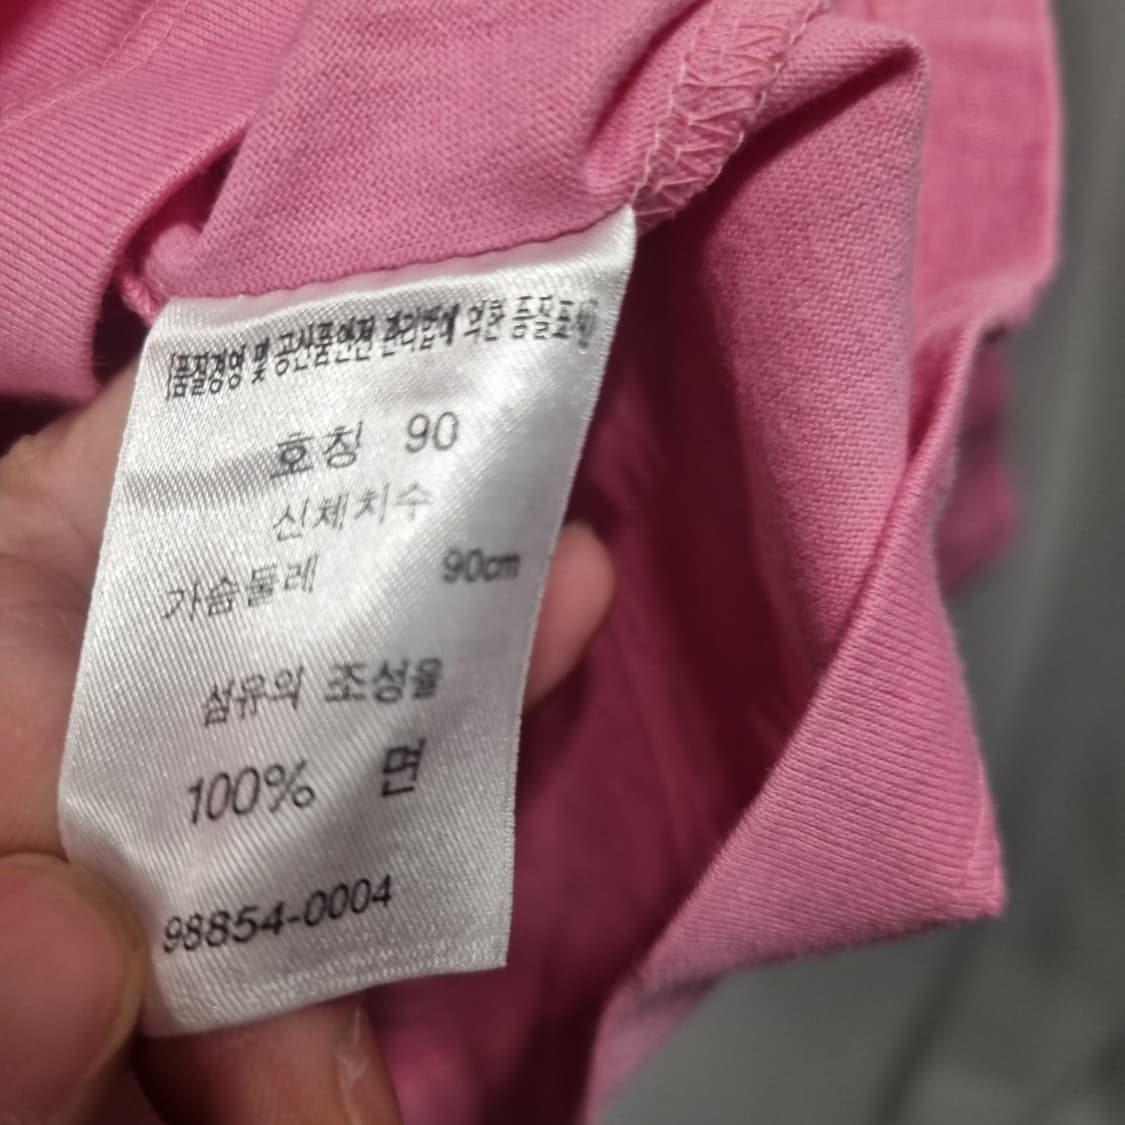 [품질경영 및 공산품안전 관리법에 의한 품질표시]
호칭 90
신체치수
가슴둘레 90cm
섬유의 조성율
100% 면
98854-0004